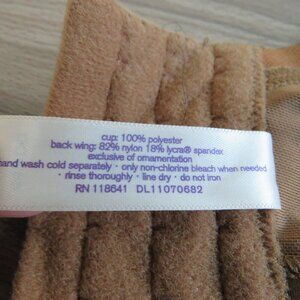 cup: 100% polyester
back wing: 82% nylon 18% lycra® spandex
exclusive of ornamentation
hand wash cold separately · only non-chlorine bleach when needed
· rinse thoroughly · line dry · do not iron
RN 118641 DL11070682